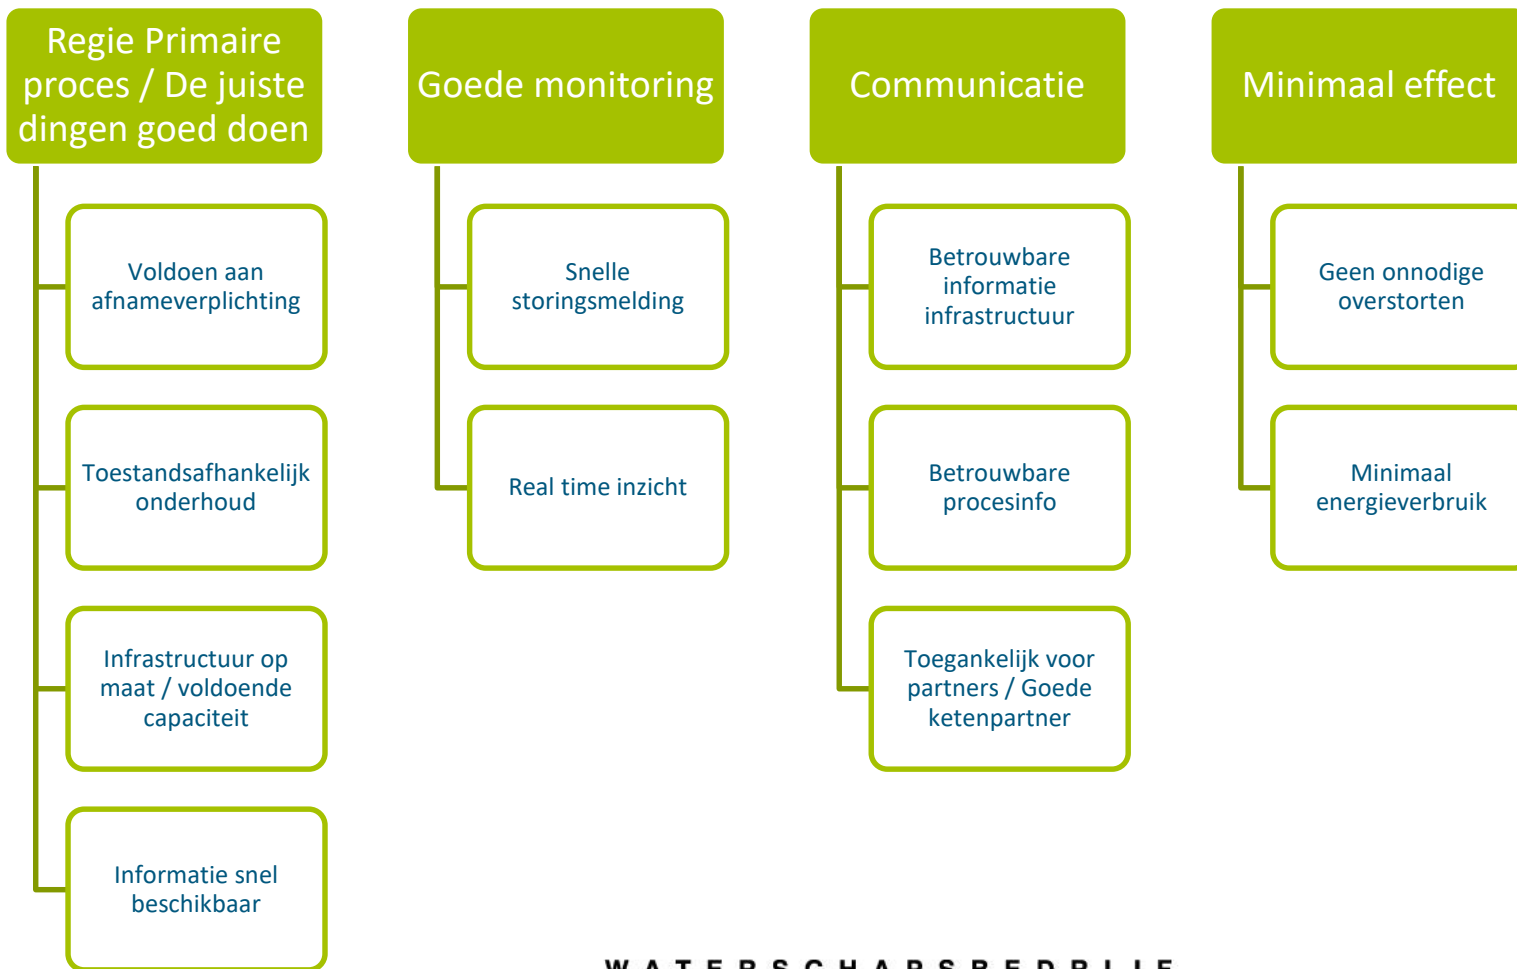 Regie Primaire
proces / De juiste
dingen goed doen
Voldoen aan
afnameverplichting
Toestandsafhankelijk
onderhoud
Infrastructuur op
maat / voldoende
capaciteit
Informatie snel
beschikbaar
Goede monitoring
Snelle
storingsmelding
Real time inzicht
Communicatie
Betrouwbare
informatie
infrastructuur
Betrouwbare
procesinfo
Toegankelijk voor
partners / Goede
ketenpartner
Minimaal effect
Geen onnodige
overstorten
Minimaal
energieverbruik
WATERSCHAPSBEDRIJF